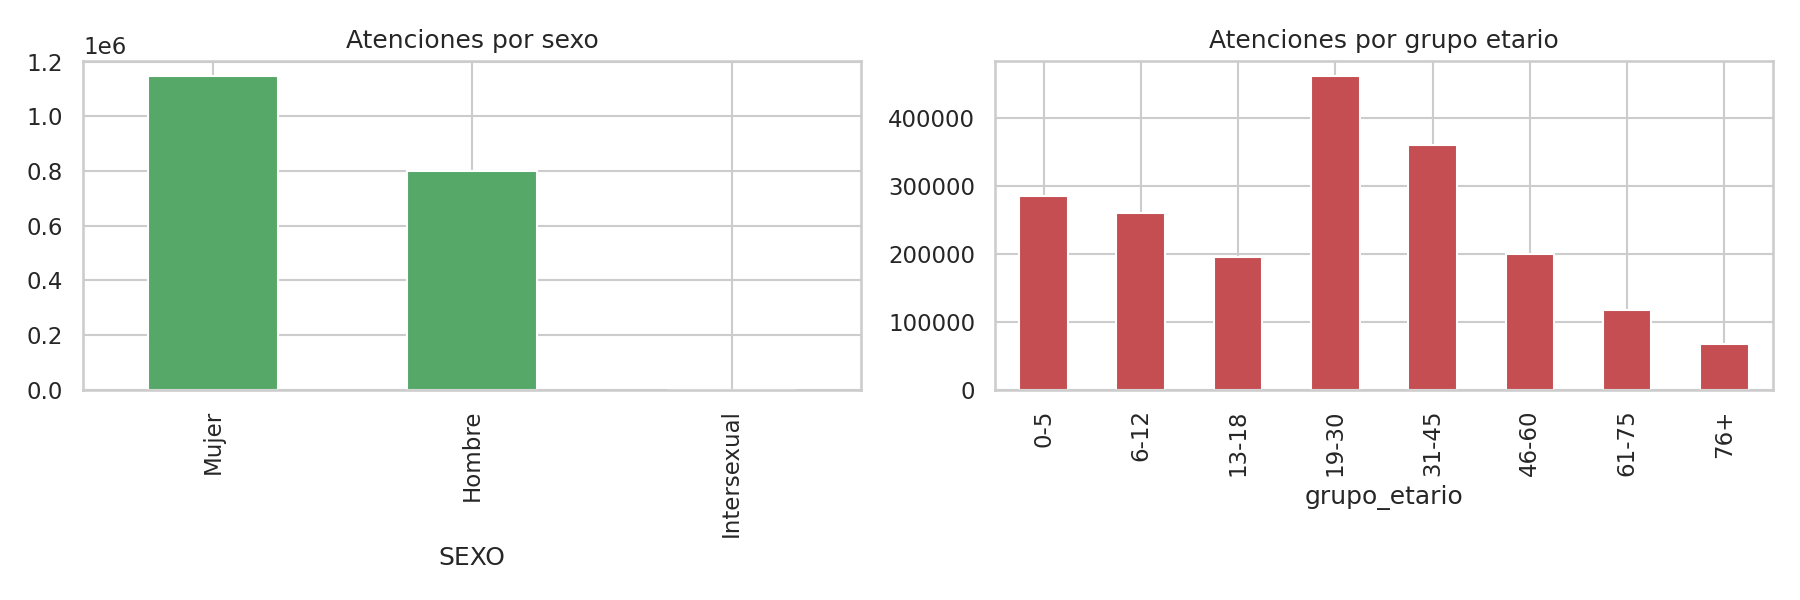 Atenciones por sexo
1e6
1.2
1.0
0.8
0.6
0.4
0.2
0.0
Mujer
Hombre
Intersexual
SEXO
Atenciones por grupo etario
400000
300000
200000
100000
0
0-5
6-12
13-18
19-30
31-45
46-60
61-75
76+
grupo_etario